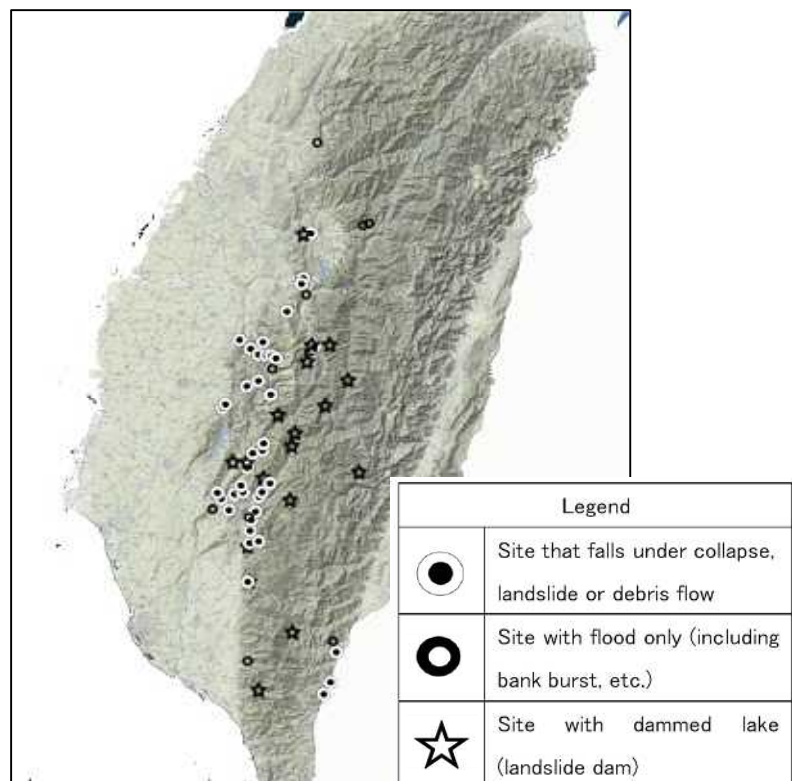 Legend
Site that falls under collapse,
landslide or debris flow
Site with flood only (including
bank burst, etc.)
Site with dammed lake
(landslide dam)